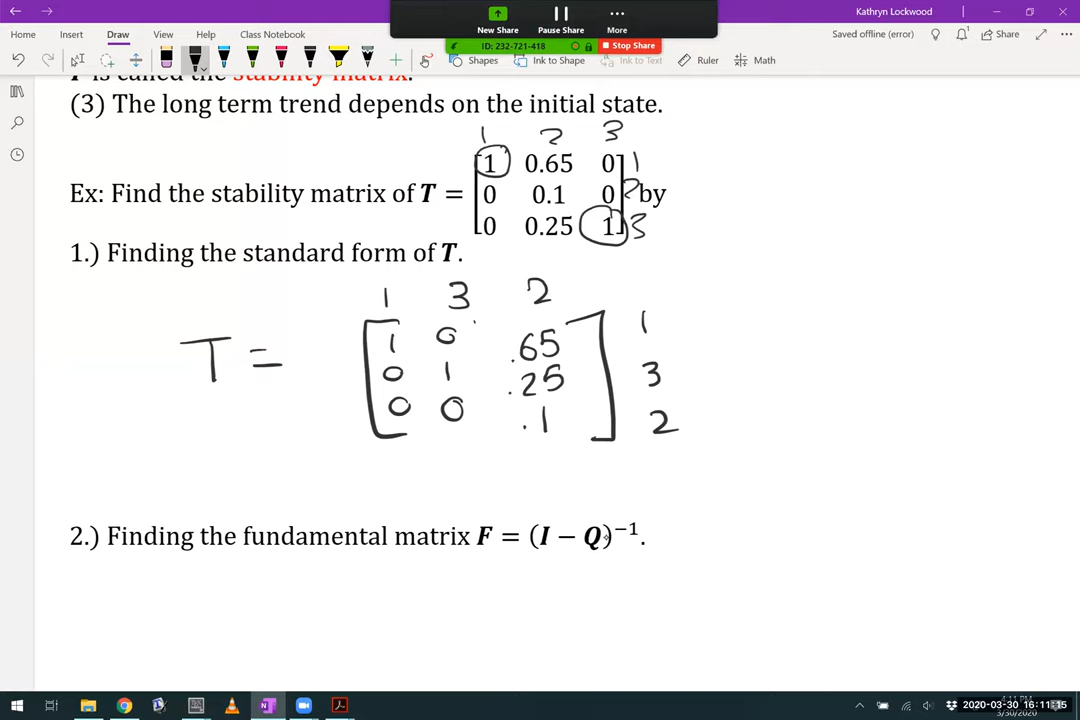 Kathryn Lockwood
New Share
Pause Share
More
Home
Insert
Draw
View
Help
Class Notebook
ID: 232-721-418
Stop Share
Saved offline (error)
Share
Shapes
Ink to Shape
Ink to Text
Ruler
Math
T is called the stability matrix.
(3) The long term trend depends on the initial state.
1 2 3
1 0.65 0 1
Ex: Find the stability matrix of T = 0 0.1 0 2 by
0 0.25 1 3
1.) Finding the standard form of T.
1 3 2
1 0 .65 1
T = 0 1 .25 3
0 0 .1 2
2.) Finding the fundamental matrix F = (I − Q)⁻¹.
2020-03-30 16:11:15